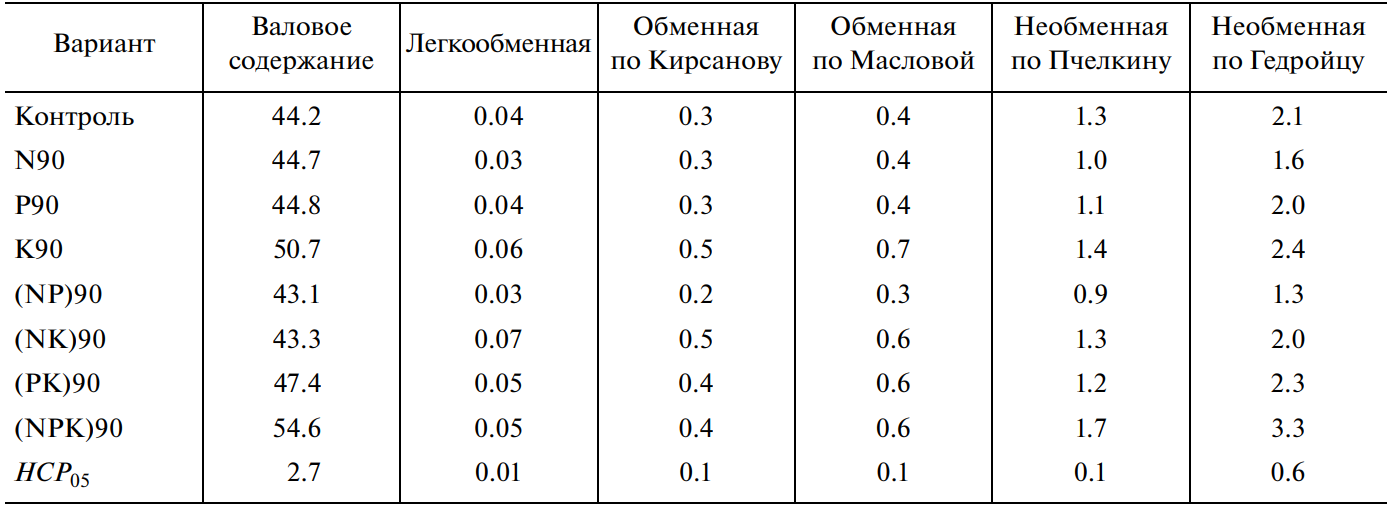 Вариант Валовое содержание Легкообменная Обменная по Кирсанову Обменная по Масловой Необменная по Пчелкину Необменная по Гедройцу
Контроль 44.2 0.04 0.3 0.4 1.3 2.1
N90 44.7 0.03 0.3 0.4 1.0 1.6
P90 44.8 0.04 0.3 0.4 1.1 2.0
K90 50.7 0.06 0.5 0.7 1.4 2.4
(NP)90 43.1 0.03 0.2 0.3 0.9 1.3
(NK)90 43.3 0.07 0.5 0.6 1.3 2.0
(PK)90 47.4 0.05 0.4 0.6 1.2 2.3
(NPK)90 54.6 0.05 0.4 0.6 1.7 3.3
НСР05 2.7 0.01 0.1 0.1 0.1 0.6